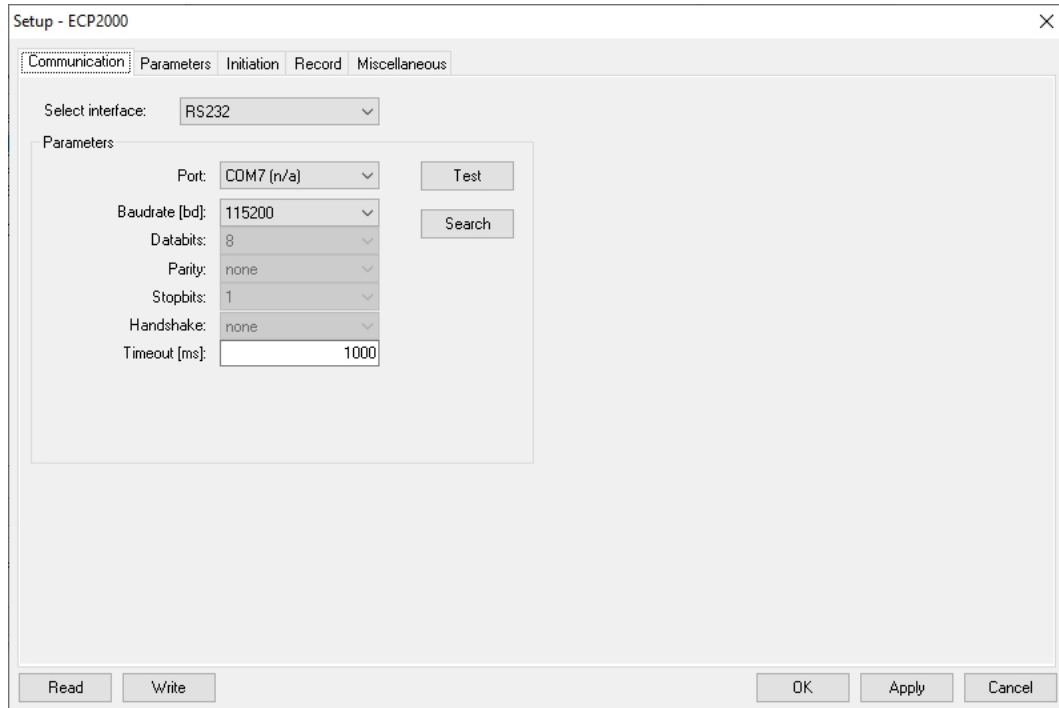 Setup - ECP2000
Communication Parameters Initiation Record Miscellaneous
Select interface: RS232
Parameters
Port: COM7 (n/a) Test
Baudrate [bd]: 115200
Search
Databits: 8
Parity: none
Stopbits: 1
Handshake: none
Timeout [ms]: 1000
Read Write OK Apply Cancel